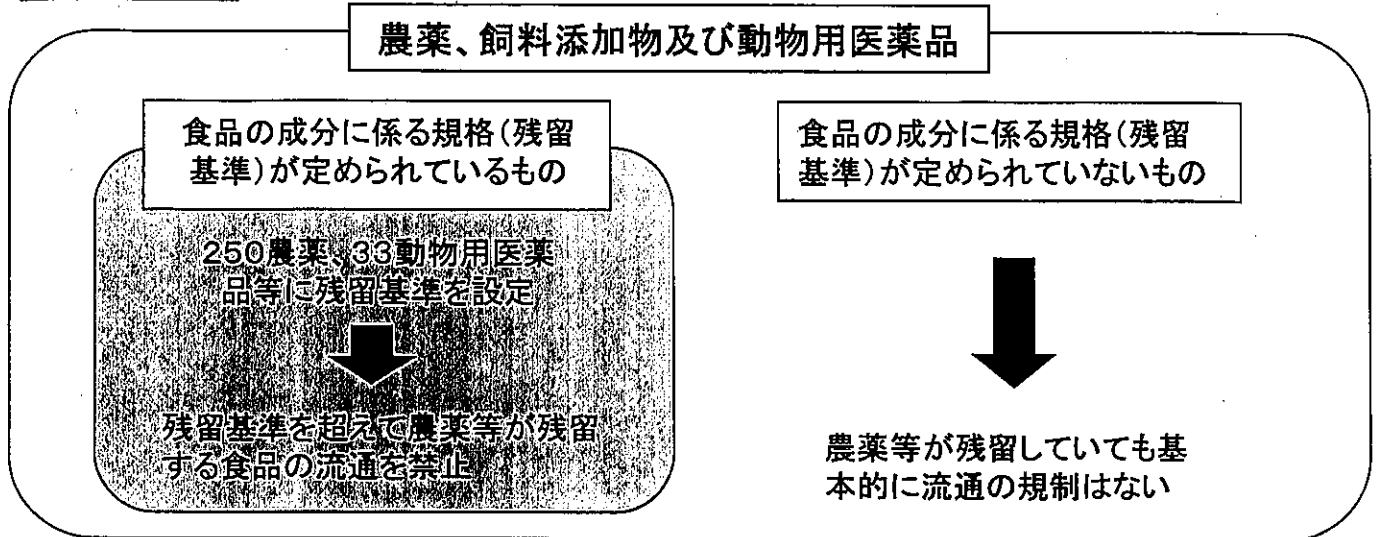 農薬、飼料添加物及び動物用医薬品
食品の成分に係る規格(残留
基準)が定められているもの
250農薬、33動物用医薬
品等に残留基準を設定
残留基準を超えて農薬等が残留
する食品の流通を禁止
食品の成分に係る規格(残留
基準)が定められていないもの
農薬等が残留していても基
本的に流通の規制はない